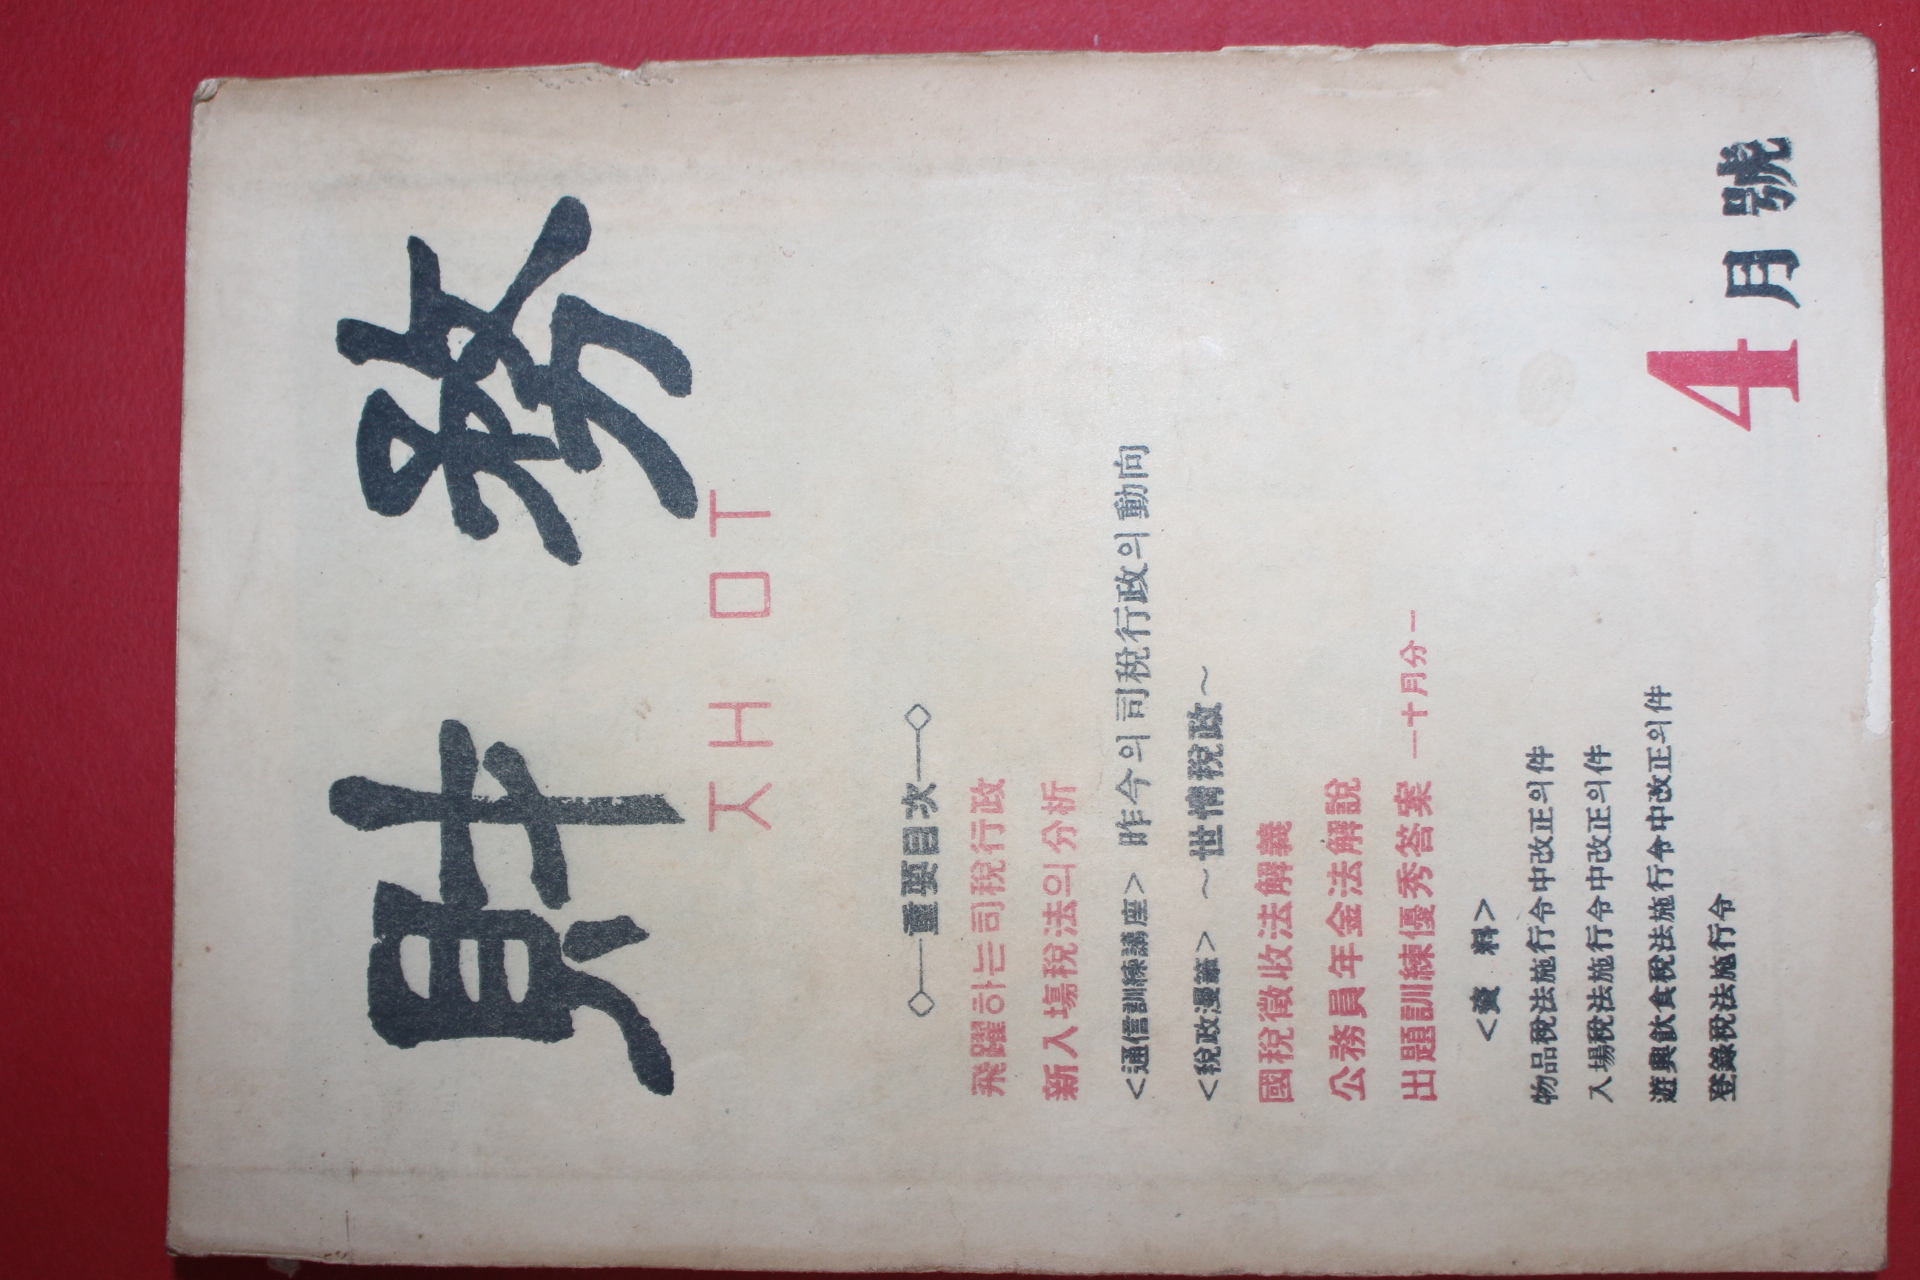 財務
ㅈㅐㅁㅜ
重要目次
飛躍하는司稅行政
新入場稅法의分析
<通信訓練講座> 昨今의司稅行政의動向
<稅政漫筆> ～世情稅政～
國稅徵收法解義
公務員年金法解說
出題訓練優秀答案 —十月分—
<資料>
物品稅法施行令中改正의件
入場稅法施行令中改正의件
遊興飮食稅法施行令中改正의件
登錄稅法施行令
4月號